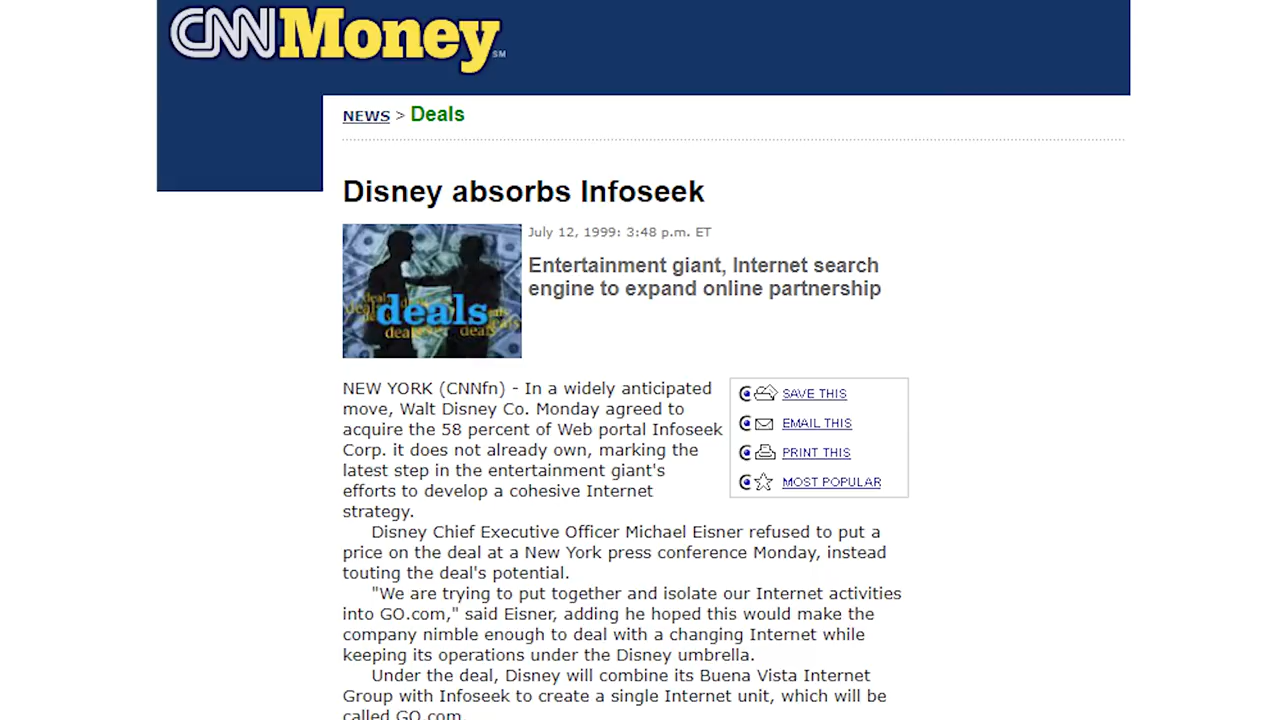 CNNMoney SM
NEWS > Deals
Disney absorbs Infoseek
July 12, 1999: 3:48 p.m. ET
Entertainment giant, Internet search
engine to expand online partnership
deals
NEW YORK (CNNfn) - In a widely anticipated
move, Walt Disney Co. Monday agreed to
acquire the 58 percent of Web portal Infoseek
Corp. it does not already own, marking the
latest step in the entertainment giant's
efforts to develop a cohesive Internet
strategy.
SAVE THIS
EMAIL THIS
PRINT THIS
MOST POPULAR
Disney Chief Executive Officer Michael Eisner refused to put a
price on the deal at a New York press conference Monday, instead
touting the deal's potential.
"We are trying to put together and isolate our Internet activities
into GO.com," said Eisner, adding he hoped this would make the
company nimble enough to deal with a changing Internet while
keeping its operations under the Disney umbrella.
Under the deal, Disney will combine its Buena Vista Internet
Group with Infoseek to create a single Internet unit, which will be
called GO.com.